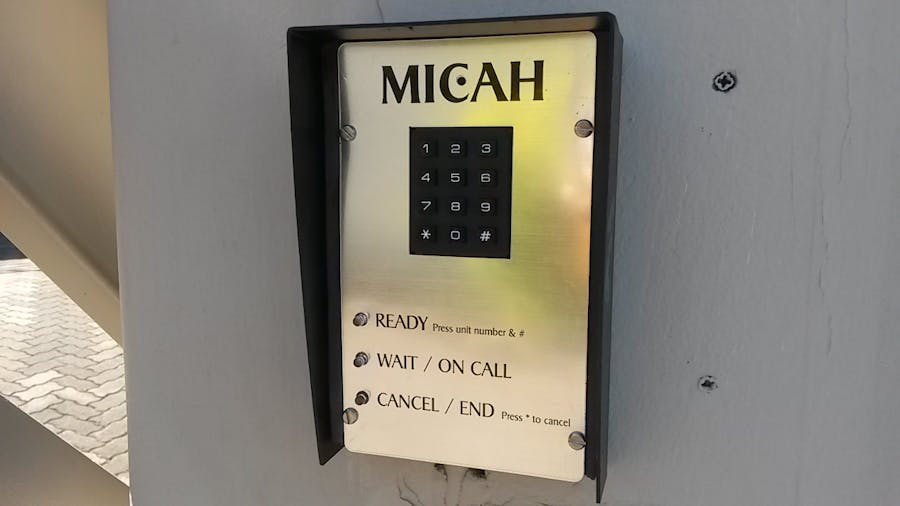 MICAH
1 2 3
4 5 6
7 8 9
* 0 #
READY Press unit number & #
WAIT / ON CALL
CANCEL / END Press * to cancel